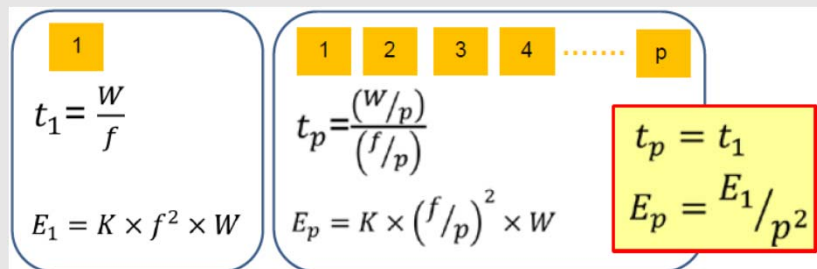 1
t₁= W/f
E₁ = K × f² × W
1 2 3 4 ....... p
tₚ=(W/p)/(f/p)
Eₚ = K × (f/p)² × W
tₚ = t₁
Eₚ = E₁/p²